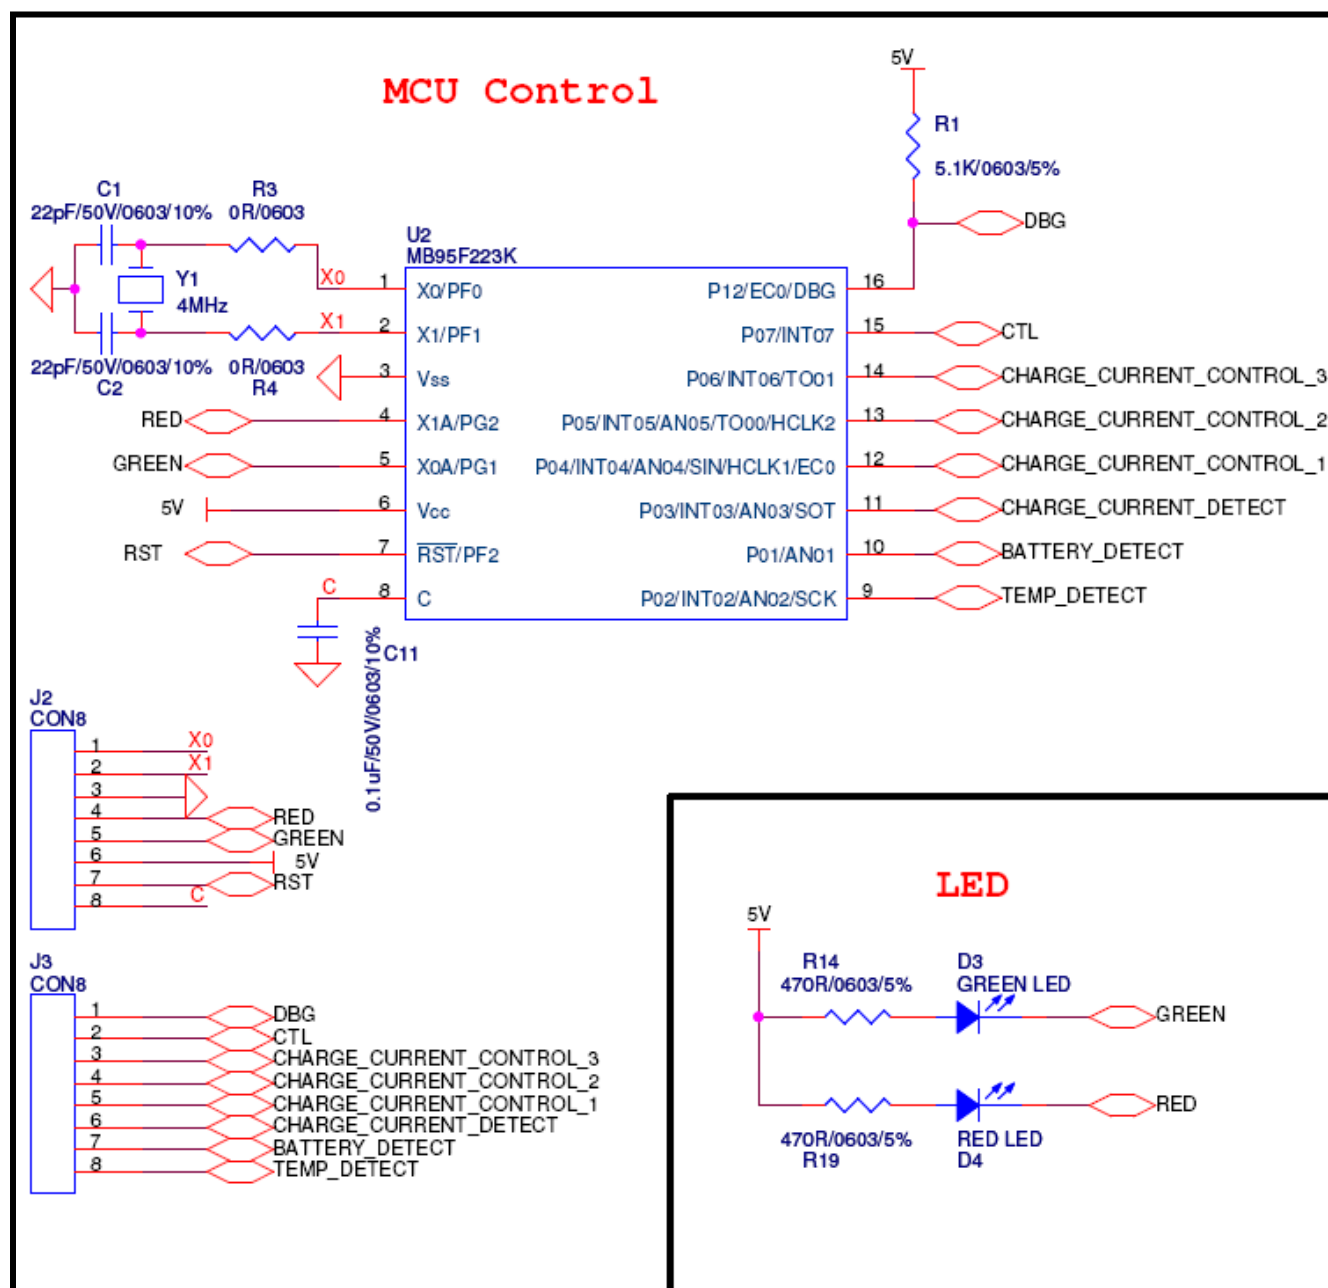 MCU Control
5V
R1
5.1K/0603/5%
DBG
C1
22pF/50V/0603/10%
R3
0R/0603
Y1
4MHz
22pF/50V/0603/10%
C2
0R/0603
R4
U2
MB95F223K
X0 1 X0/PF0
X1 2 X1/PF1
3 Vss
RED 4 X1A/PG2
GREEN 5 X0A/PG1
5V 6 Vcc
RST 7 RST/PF2
C 8 C
P12/EC0/DBG 16
P07/INT07 15 CTL
P06/INT06/TO01 14 CHARGE_CURRENT_CONTROL_3
P05/INT05/AN05/TO00/HCLK2 13 CHARGE_CURRENT_CONTROL_2
P04/INT04/AN04/SIN/HCLK1/EC0 12 CHARGE_CURRENT_CONTROL_1
P03/INT03/AN03/SOT 11 CHARGE_CURRENT_DETECT
P01/AN01 10 BATTERY_DETECT
P02/INT02/AN02/SCK 9 TEMP_DETECT
C11
0.1uF/50V/0603/10%
J2
CON8
1 X0
2 X1
3
4 RED
5 GREEN
6 5V
7 RST
8 C
J3
CON8
1 DBG
2 CTL
3 CHARGE_CURRENT_CONTROL_3
4 CHARGE_CURRENT_CONTROL_2
5 CHARGE_CURRENT_CONTROL_1
6 CHARGE_CURRENT_DETECT
7 BATTERY_DETECT
8 TEMP_DETECT
LED
5V
R14
470R/0603/5%
D3
GREEN LED
GREEN
470R/0603/5%
R19
RED LED
D4
RED